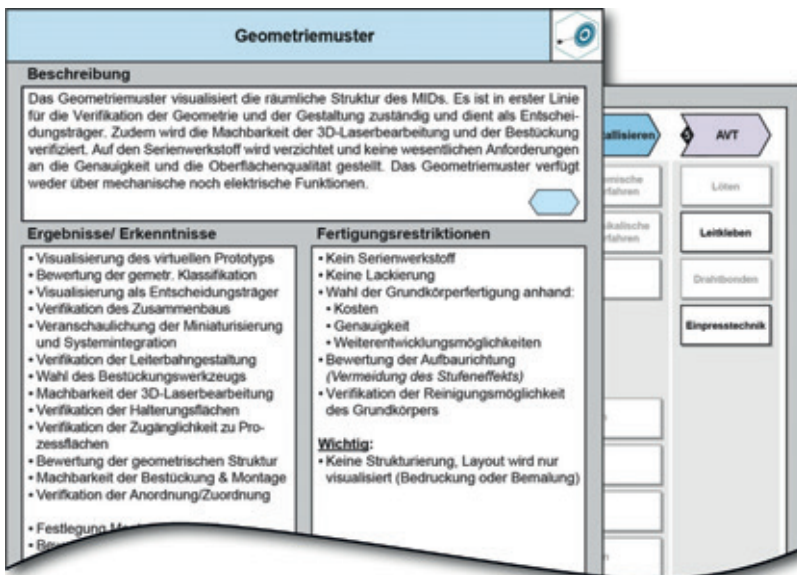 Geometriemuster
Beschreibung
Das Geometriemuster visualisiert die räumliche Struktur des MIDs. Es ist in erster Linie
für die Verifikation der Geometrie und der Gestaltung zuständig und dient als Entschei-
dungsträger. Zudem wird die Machbarkeit der 3D-Laserbearbeitung und der Bestückung
verifiziert. Auf den Serienwerkstoff wird verzichtet und keine wesentlichen Anforderungen
an die Genauigkeit und die Oberflächenqualität gestellt. Das Geometriemuster verfügt
weder über mechanische noch elektrische Funktionen.
Ergebnisse/ Erkenntnisse
• Visualisierung des virtuellen Prototyps
• Bewertung der gemetr. Klassifikation
• Visualisierung als Entscheidungsträger
• Verifikation des Zusammenbaus
• Veranschaulichung der Miniaturisierung
und Systemintegration
• Verifikation der Leiterbahngestaltung
• Wahl des Bestückungswerkzeugs
• Machbarkeit der 3D-Laserbearbeitung
• Verifikation der Halterungsflächen
• Verifikation der Zugänglichkeit zu Pro-
zessflächen
• Bewertung der geometrischen Struktur
• Machbarkeit der Bestückung & Montage
• Verifkation der Anordnung/Zuordnung
• Festlegung
Fertigungsrestriktionen
• Kein Serienwerkstoff
• Keine Lackierung
• Wahl der Grundkörperfertigung anhand:
• Kosten
• Genauigkeit
• Weiterentwicklungsmöglichkeiten
• Bewertung der Aufbaurichtung
(Vermeidung des Stufeneffekts)
• Verifikation der Reinigungsmöglichkeit
des Grundkörpers
Wichtig:
• Keine Strukturierung, Layout wird nur
visualisiert (Bedruckung oder Bemalung)
allisieren
5 AVT
emische
rfahren
ikalische
rfahren
Löten
Leitkleben
Drahtbonden
Einpresstechnik